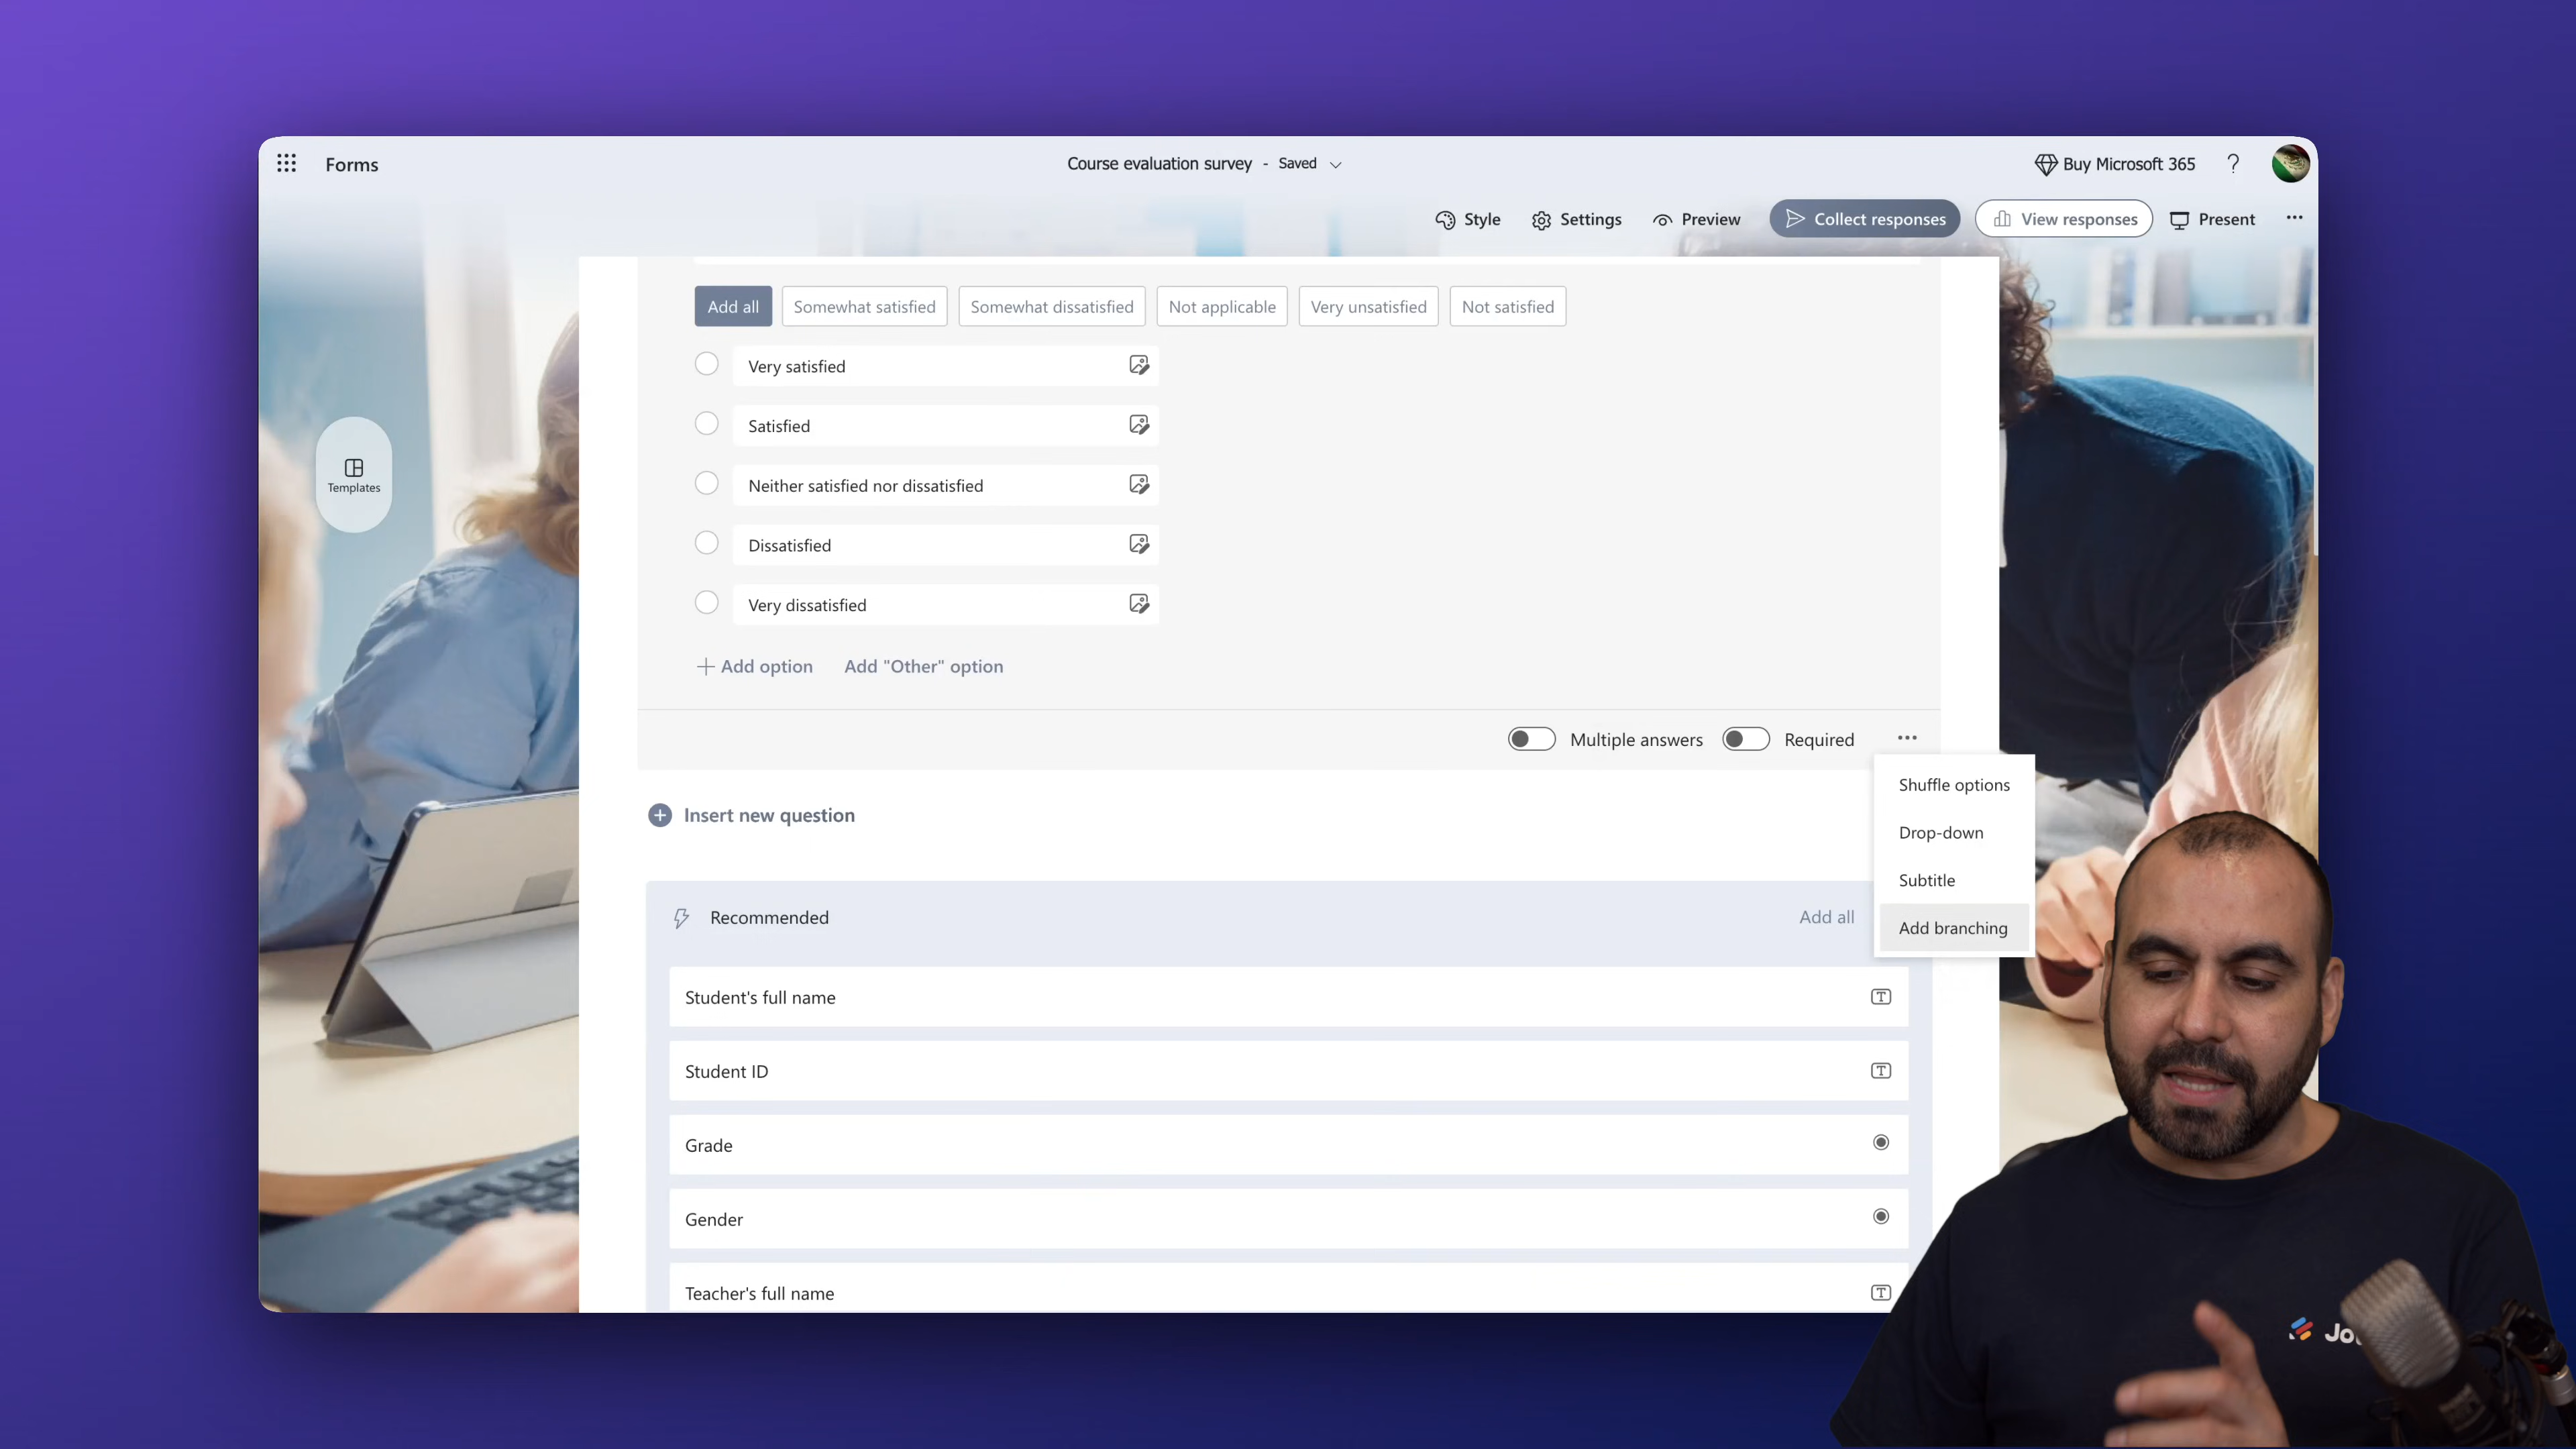 Forms
Course evaluation survey - Saved
Buy Microsoft 365
?
Style
Settings
Preview
Collect responses
View responses
Present
Add all
Somewhat satisfied
Somewhat dissatisfied
Not applicable
Very unsatisfied
Not satisfied
Very satisfied
Satisfied
Templates
Neither satisfied nor dissatisfied
Dissatisfied
Very dissatisfied
Add option
Add "Other" option
Multiple answers
Required
Shuffle options
Drop-down
Subtitle
Add branching
Insert new question
Recommended
Add all
Student's full name
Student ID
Grade
Gender
Teacher's full name